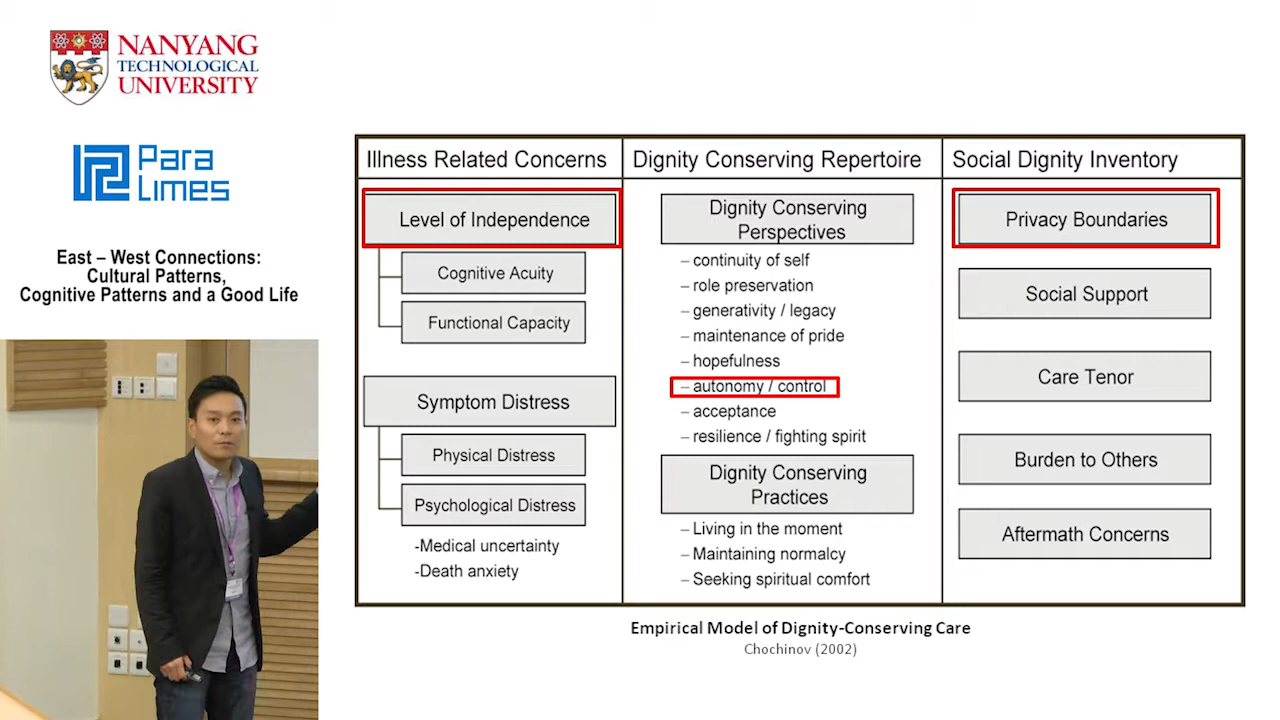 NANYANG
TECHNOLOGICAL
UNIVERSITY
Para
Limes
East – West Connections:
Cultural Patterns,
Cognitive Patterns and a Good Life
Illness Related Concerns
Level of Independence
Cognitive Acuity
Functional Capacity
Symptom Distress
Physical Distress
Psychological Distress
-Medical uncertainty
-Death anxiety
Dignity Conserving Repertoire
Dignity Conserving
Perspectives
– continuity of self
– role preservation
– generativity / legacy
– maintenance of pride
– hopefulness
– autonomy / control
– acceptance
– resilience / fighting spirit
Dignity Conserving
Practices
– Living in the moment
– Maintaining normalcy
– Seeking spiritual comfort
Social Dignity Inventory
Privacy Boundaries
Social Support
Care Tenor
Burden to Others
Aftermath Concerns
Empirical Model of Dignity-Conserving Care
Chochinov (2002)